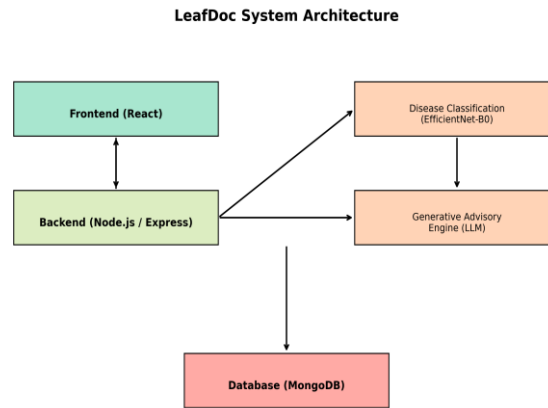 LeafDoc System Architecture
Frontend (React)
Disease Classification
(EfficientNet-B0)
Backend (Node.js / Express)
Generative Advisory
Engine (LLM)
Database (MongoDB)